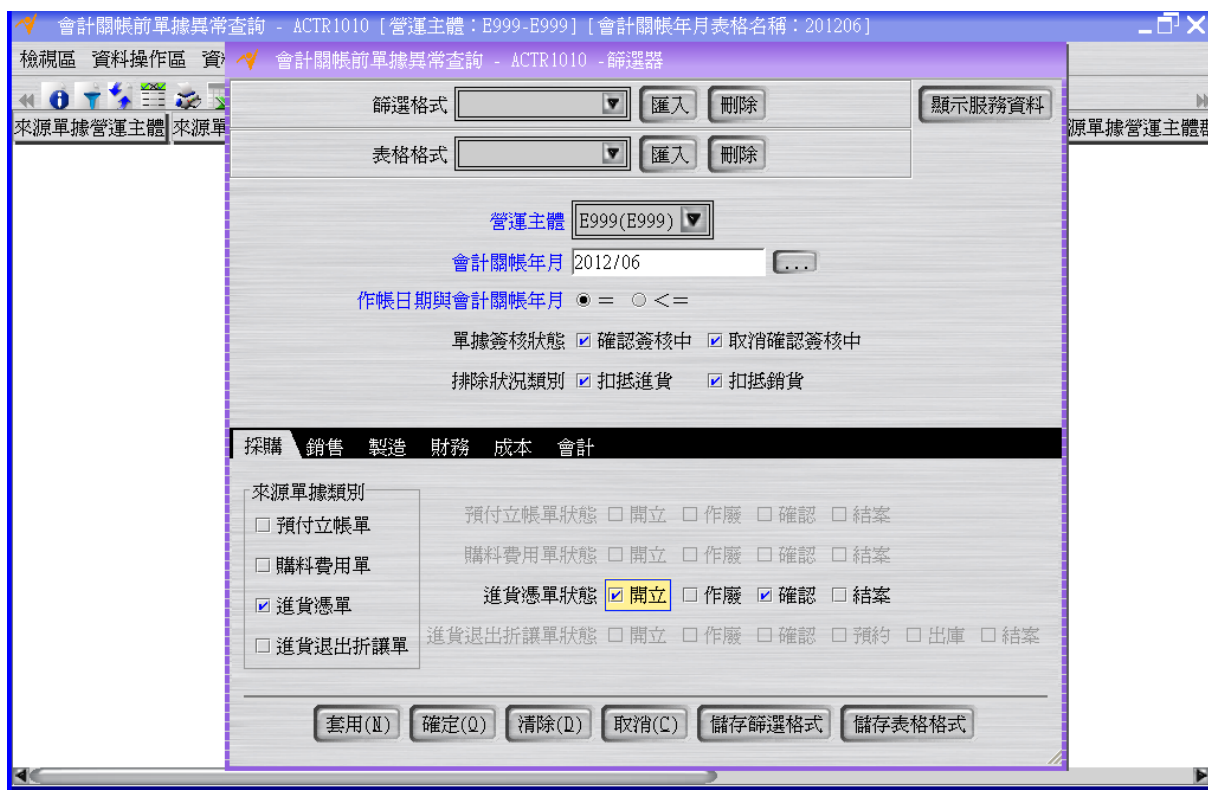 會計關帳前單據異常查詢 - ACTR1010 [營運主體：E999-E999] [會計關帳年月表格名稱：201206]
檢視區 資料操作區
會計關帳前單據異常查詢 - ACTR1010 -篩選器
篩選格式 匯入 刪除 顯示服務資料
來源單據營運主體 來源單 源單據營運主體
表格格式 匯入 刪除
營運主體 E999(E999)
會計關帳年月 2012/06 ...
作帳日期與會計關帳年月 = <=
單據簽核狀態 確認簽核中 取消確認簽核中
排除狀況類別 扣抵進貨 扣抵銷貨
採購 銷售 製造 財務 成本 會計
來源單據類別
預付立帳單 預付立帳單狀態 開立 作廢 確認 結案
購料費用單 購料費用單狀態 開立 作廢 確認 結案
進貨憑單 進貨憑單狀態 開立 作廢 確認 結案
進貨退出折讓單 進貨退出折讓單狀態 開立 作廢 確認 預約 出庫 結案
套用(N) 確定(O) 清除(D) 取消(C) 儲存篩選格式 儲存表格格式